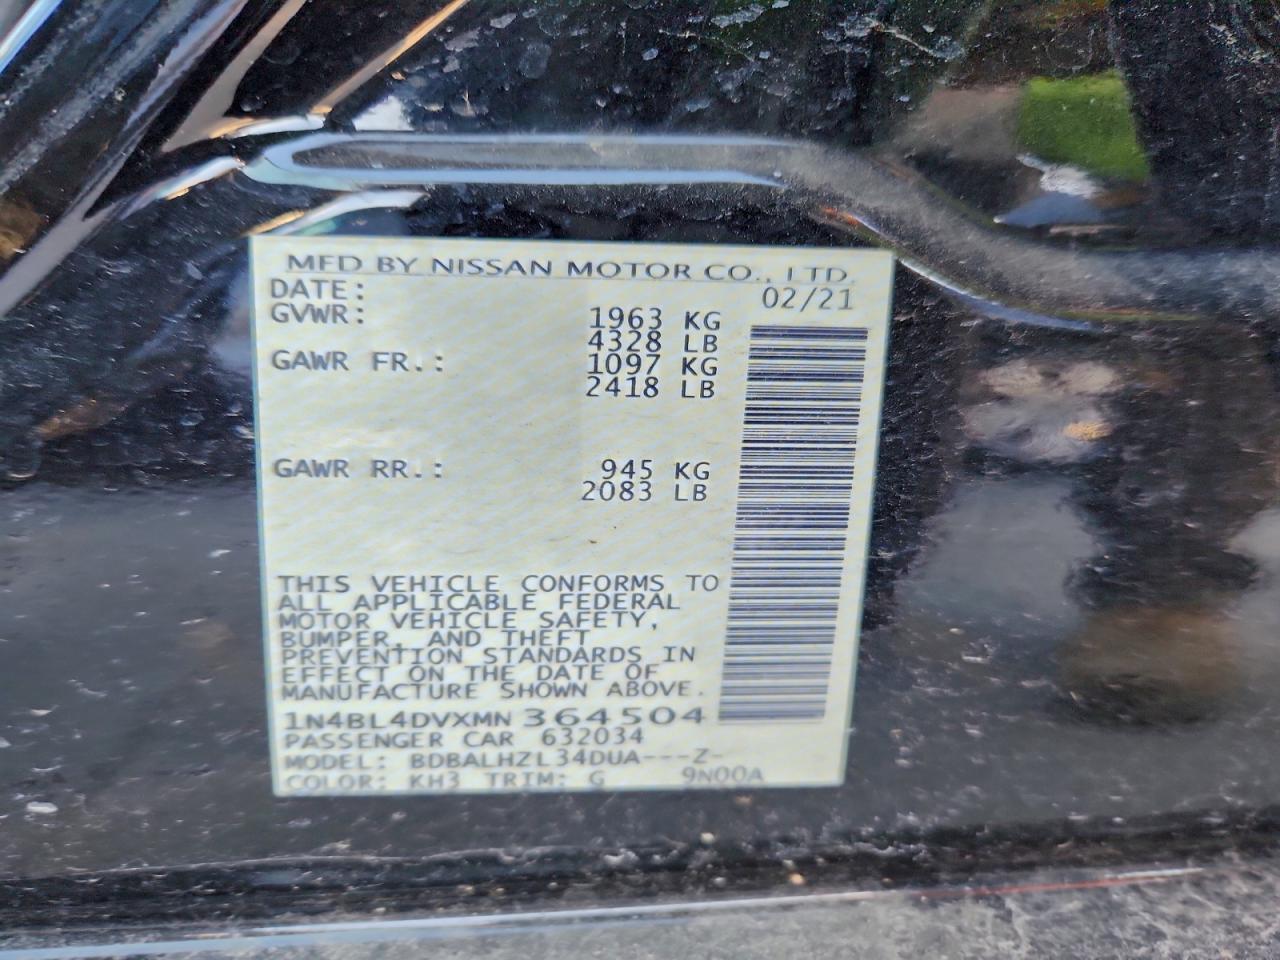 MFD BY NISSAN MOTOR CO., LTD.
DATE: 02/21
GVWR: 1963 KG
4328 LB
GAWR FR.: 1097 KG
2418 LB
GAWR RR.: 945 KG
2083 LB
THIS VEHICLE CONFORMS TO
ALL APPLICABLE FEDERAL
MOTOR VEHICLE SAFETY,
BUMPER, AND THEFT
PREVENTION STANDARDS IN
EFFECT ON THE DATE OF
MANUFACTURE SHOWN ABOVE.
1N4BL4DVXMN 364504
PASSENGER CAR 632034
MODEL: BDBALHZL34DUA---Z-
COLOR: KH3 TRIM: G 9N00A